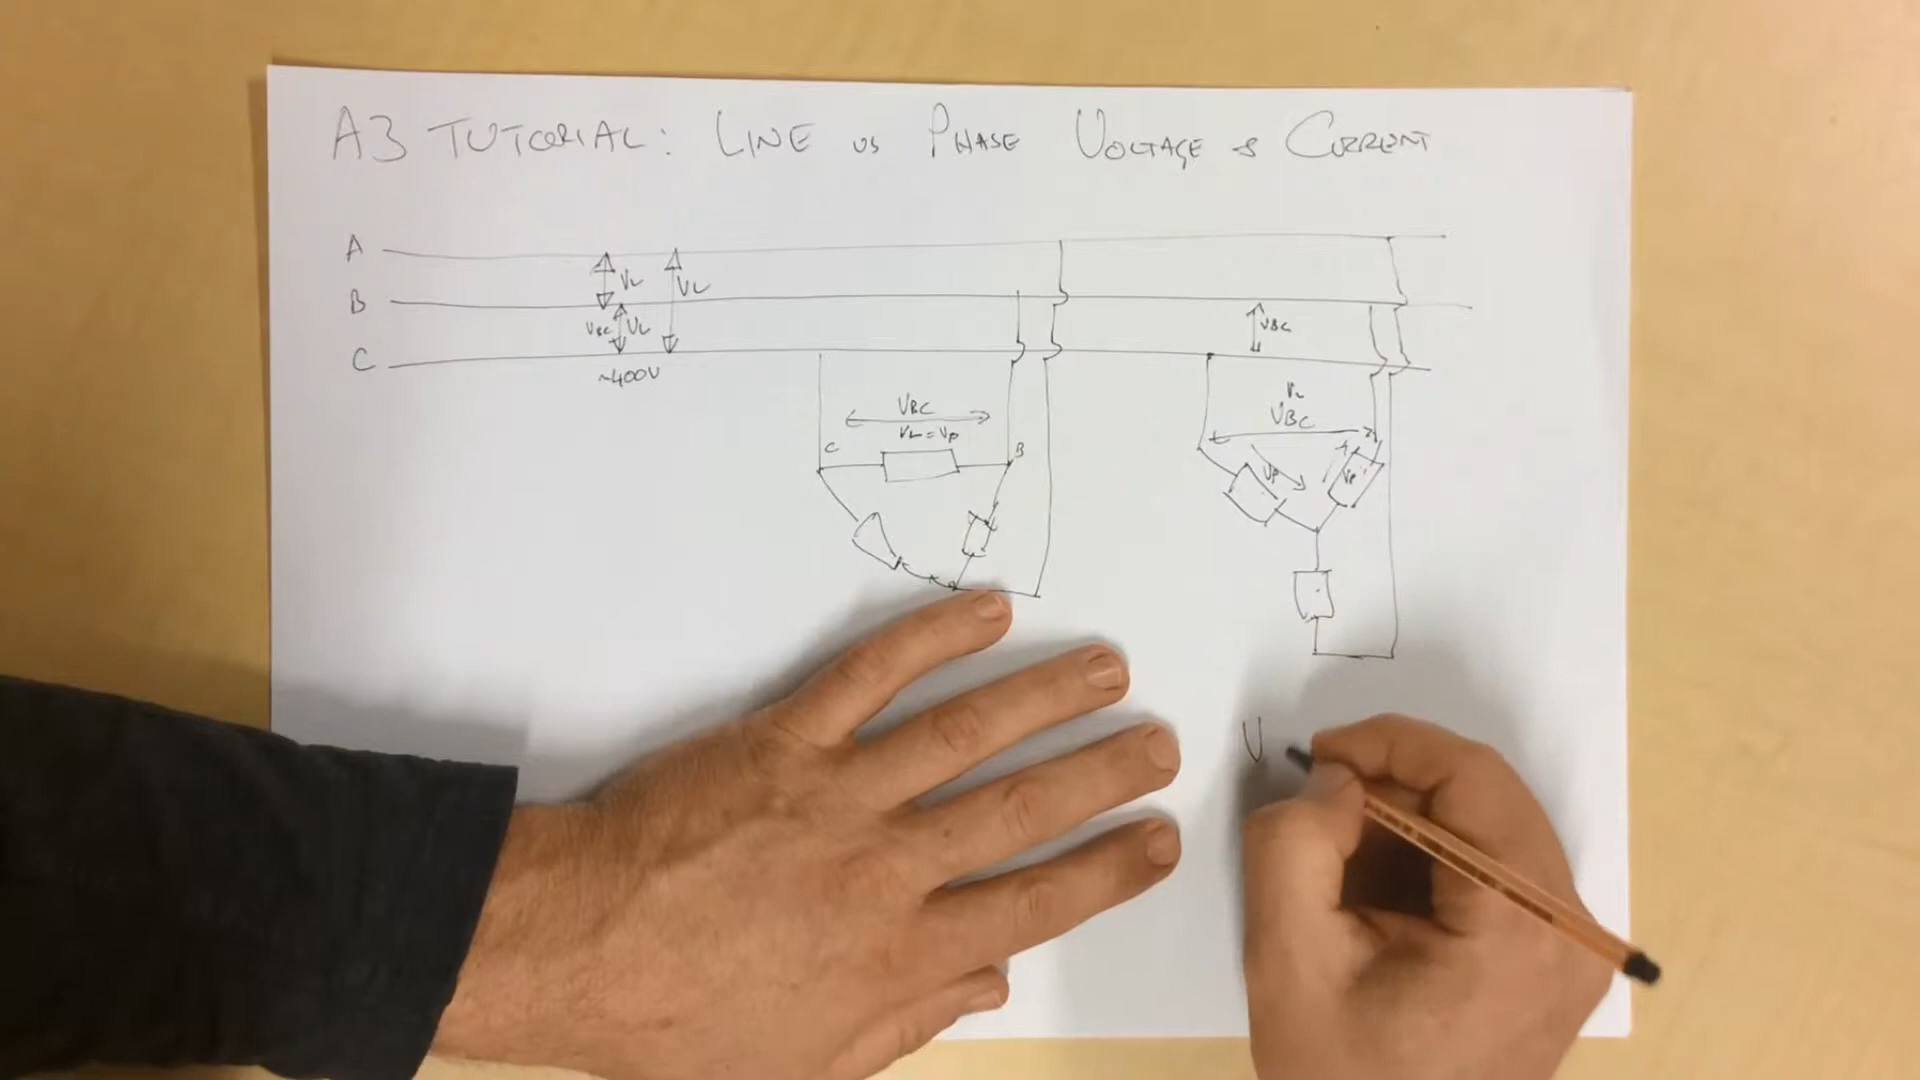 A3 TUTORIAL: LINE vs PHASE VOLTAGE & CURRENT
A
VL
VL
B
VBC VL
VBC
C
~400V
VL
VBC
VBC
VL = VP
C
B
VP
VP
V